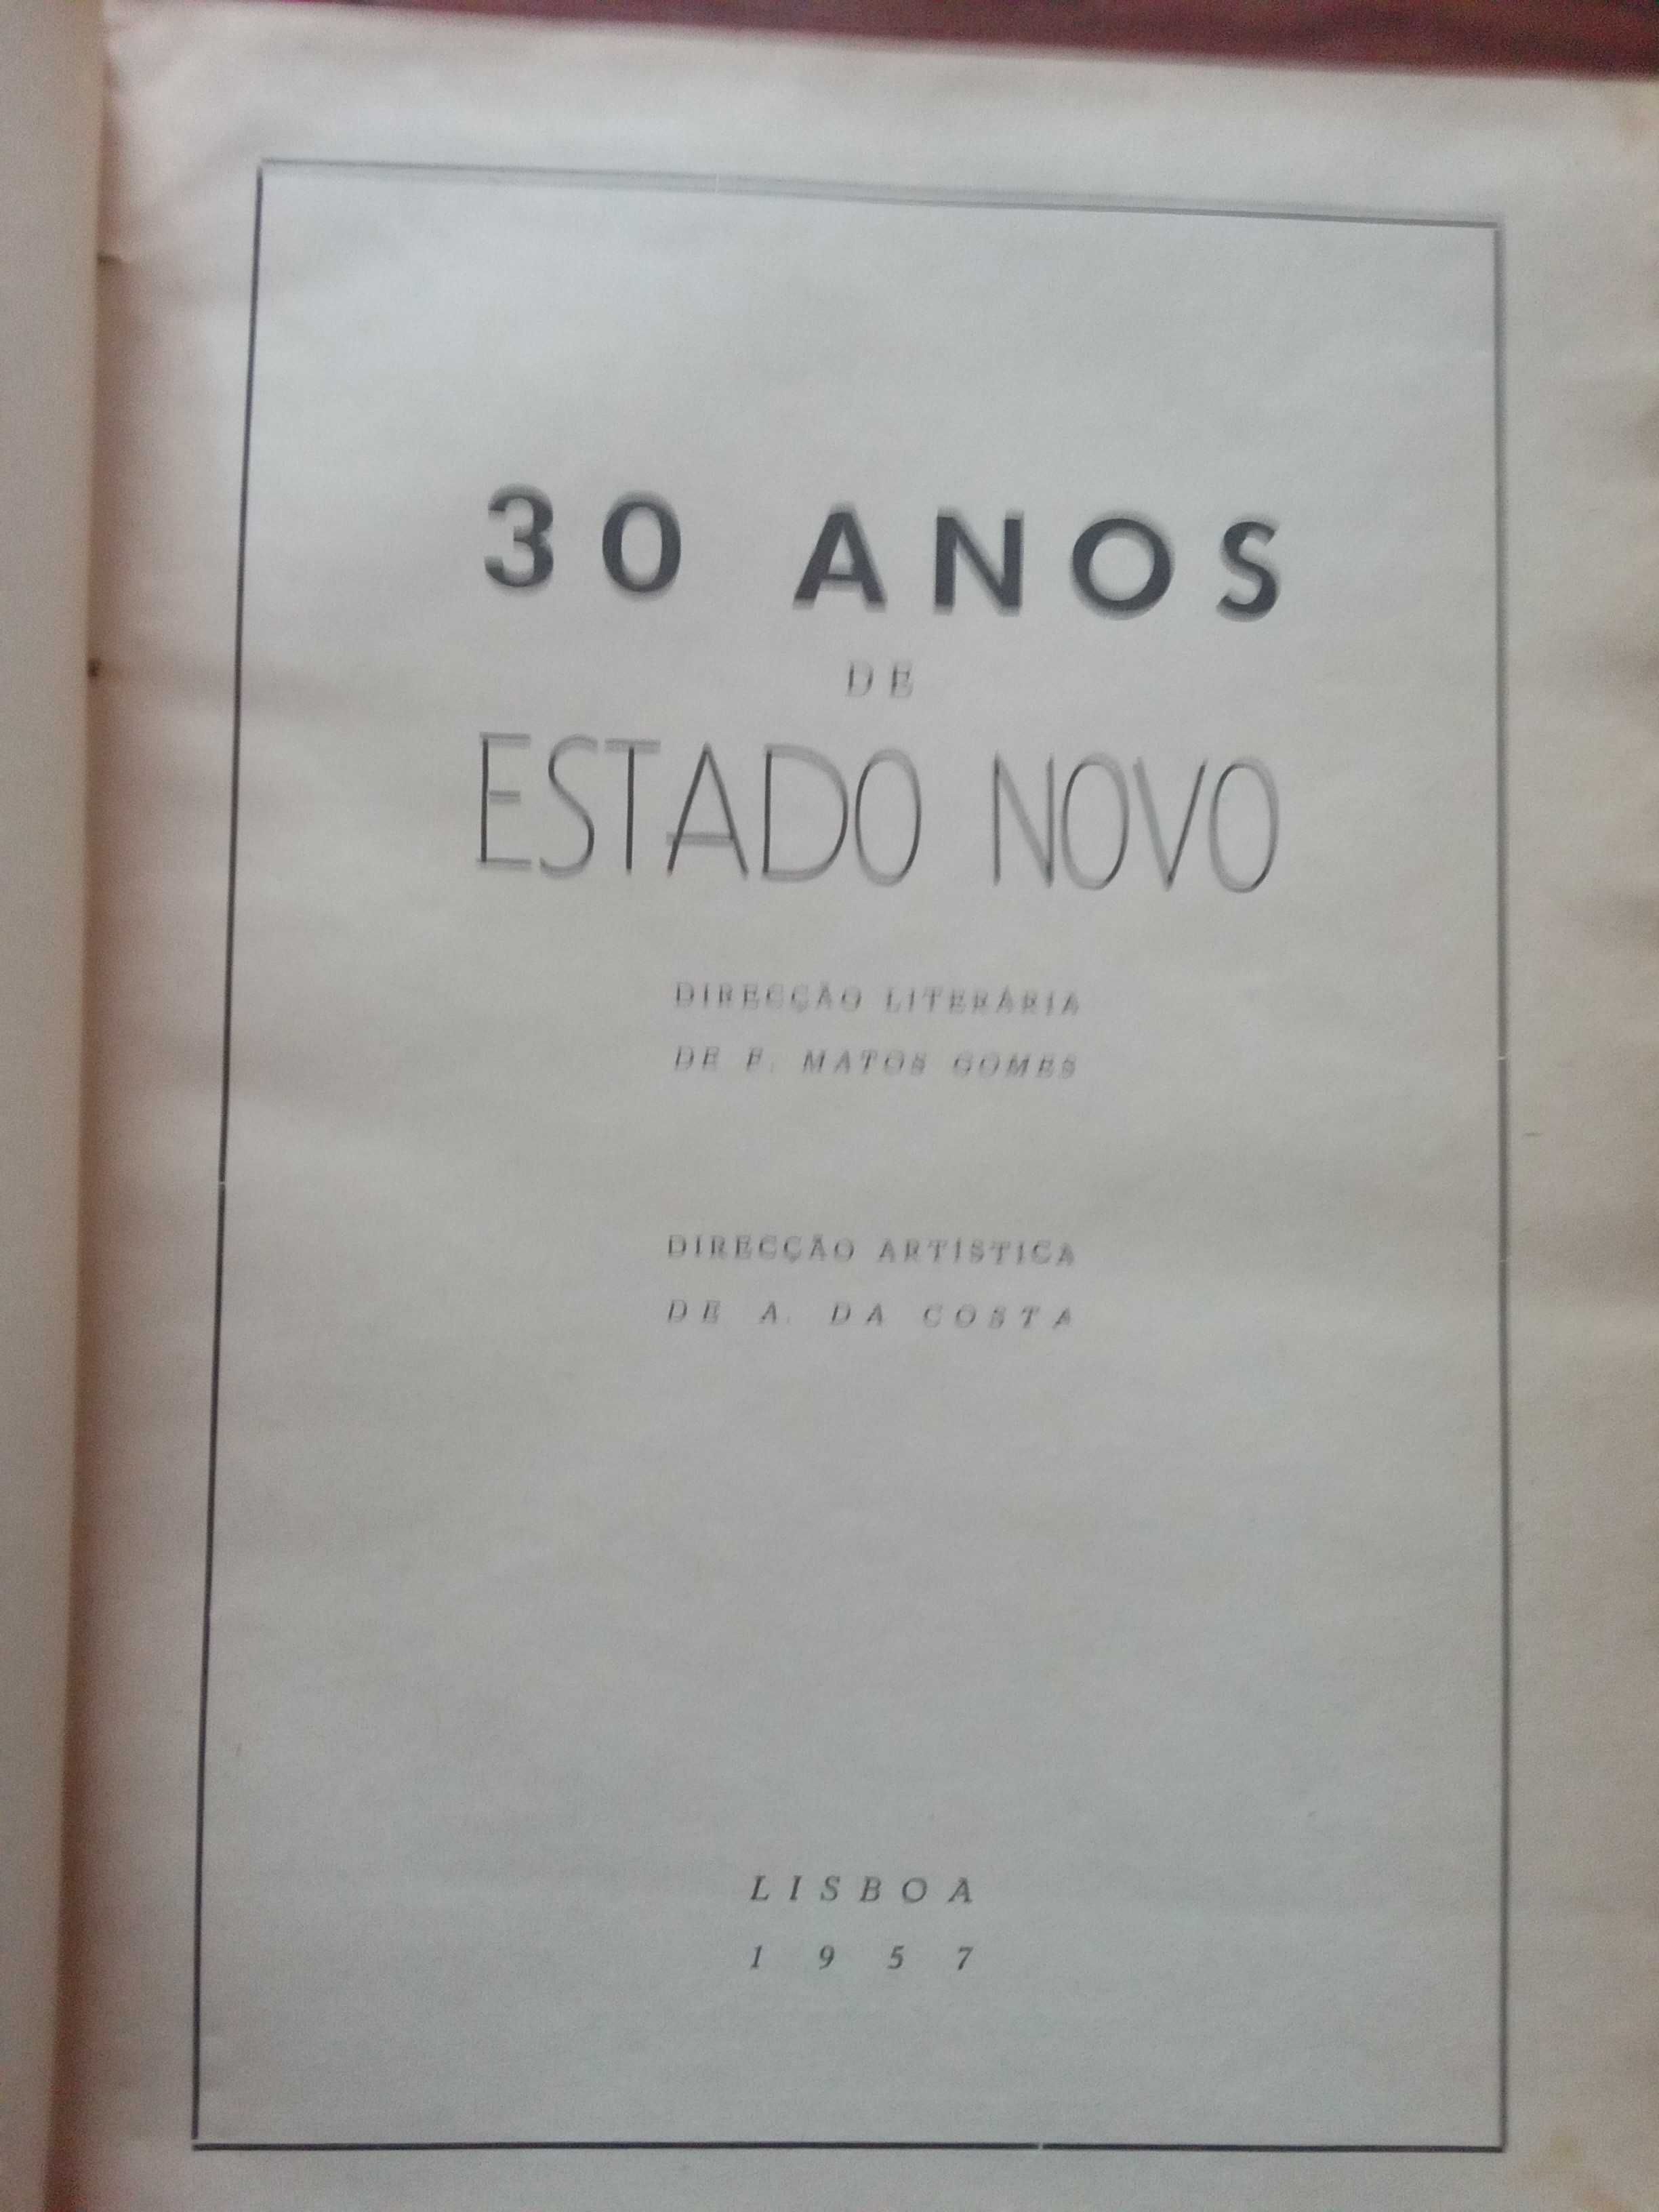 30 ANOS
DE
ESTADO NOVO
DIRECÇÃO LITERÁRIA
DE E. MATOS GOMES
DIRECÇÃO ARTÍSTICA
DE A. DA COSTA
LISBOA
1957